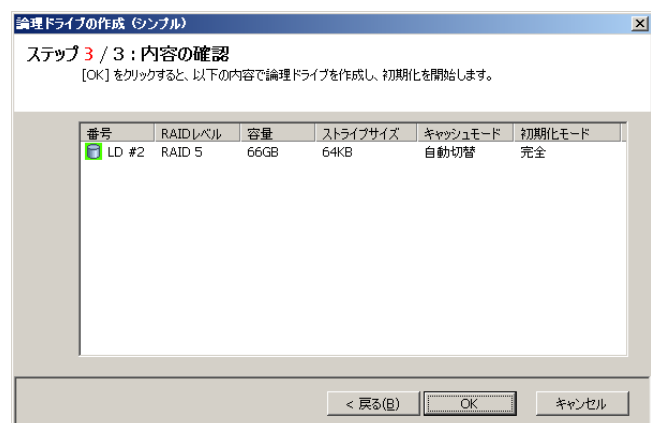 論理ドライブの作成 (シンプル)
ステップ 3 / 3 : 内容の確認
[OK] をクリックすると、以下の内容で論理ドライブを作成し、初期化を開始します。
番号 RAIDレベル 容量 ストライプサイズ キャッシュモード 初期化モード
LD #2 RAID 5 66GB 64KB 自動切替 完全
< 戻る(B) OK キャンセル